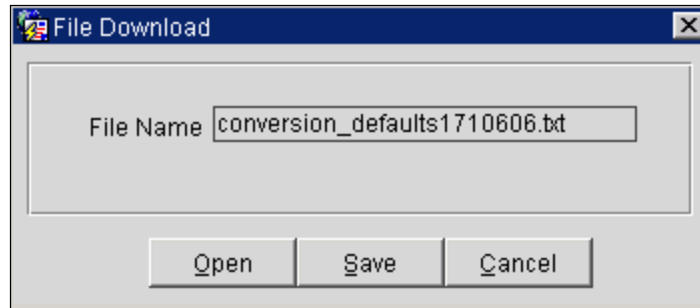 File Download
File Name conversion_defaults1710606.txt
Open Save Cancel